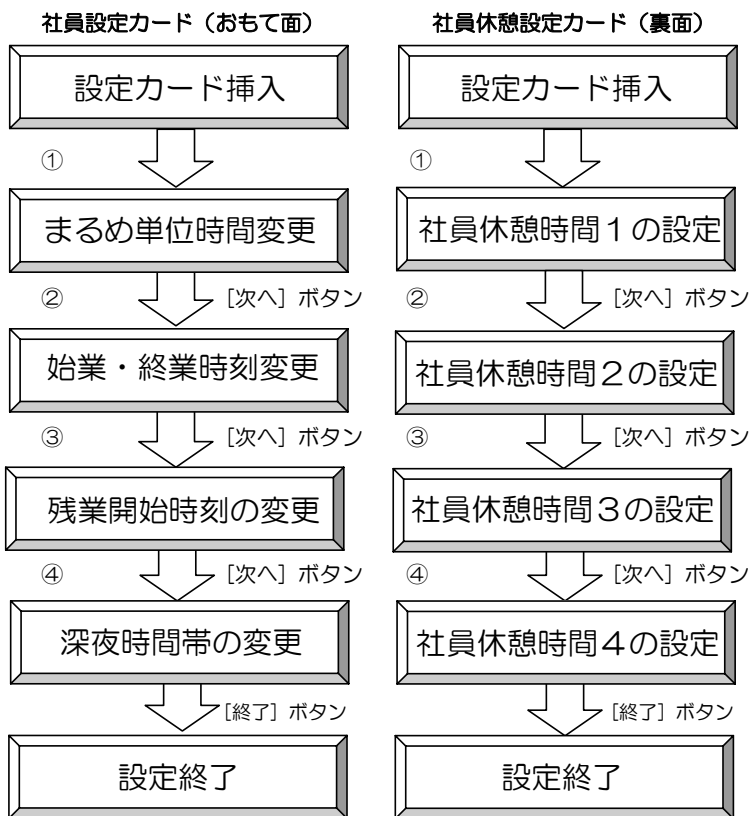 社員設定カード（おもて面）
設定カード挿入
①
まるめ単位時間変更
② ［次へ］ボタン
始業・終業時刻変更
③ ［次へ］ボタン
残業開始時刻の変更
④ ［次へ］ボタン
深夜時間帯の変更
［終了］ボタン
設定終了
社員休憩設定カード（裏面）
設定カード挿入
①
社員休憩時間１の設定
② ［次へ］ボタン
社員休憩時間２の設定
③ ［次へ］ボタン
社員休憩時間３の設定
④ ［次へ］ボタン
社員休憩時間４の設定
［終了］ボタン
設定終了